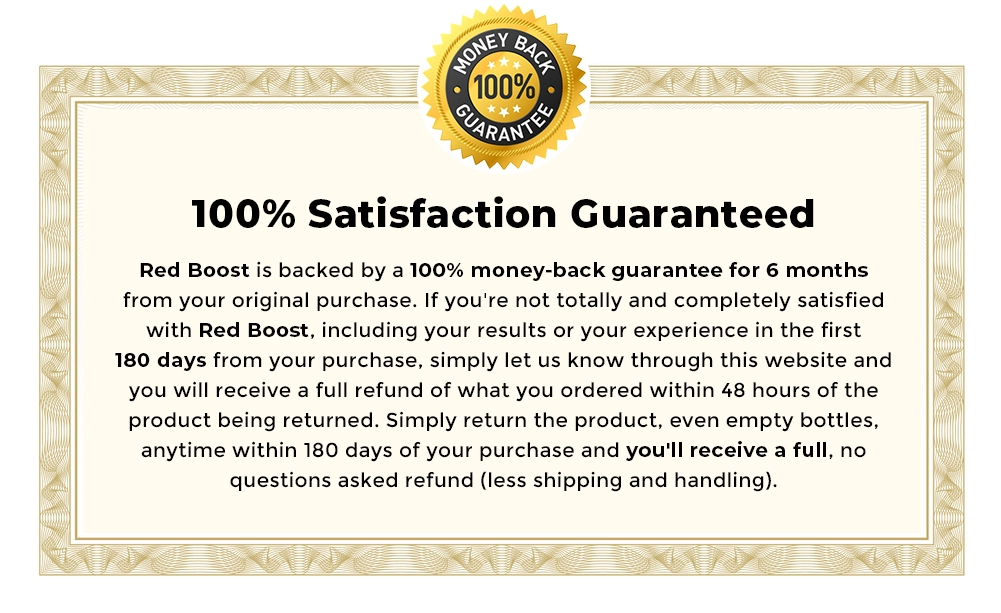 MONEY BACK
100%
GUARANTEE
100% Satisfaction Guaranteed
Red Boost is backed by a 100% money-back guarantee for 6 months
from your original purchase. If you're not totally and completely satisfied
with Red Boost, including your results or your experience in the first
180 days from your purchase, simply let us know through this website and
you will receive a full refund of what you ordered within 48 hours of the
product being returned. Simply return the product, even empty bottles,
anytime within 180 days of your purchase and you'll receive a full, no
questions asked refund (less shipping and handling).